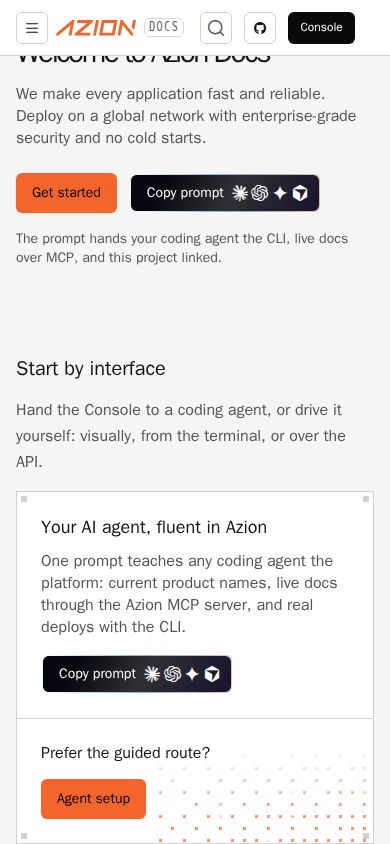 AZION DOCS Console
Welcome to Azion Docs
We make every application fast and reliable.
Deploy on a global network with enterprise-grade
security and no cold starts.
Get started Copy prompt
The prompt hands your coding agent the CLI, live docs
over MCP, and this project linked.
Start by interface
Hand the Console to a coding agent, or drive it
yourself: visually, from the terminal, or over the
API.
Your AI agent, fluent in Azion
One prompt teaches any coding agent the
platform: current product names, live docs
through the Azion MCP server, and real
deploys with the CLI.
Copy prompt
Prefer the guided route?
Agent setup